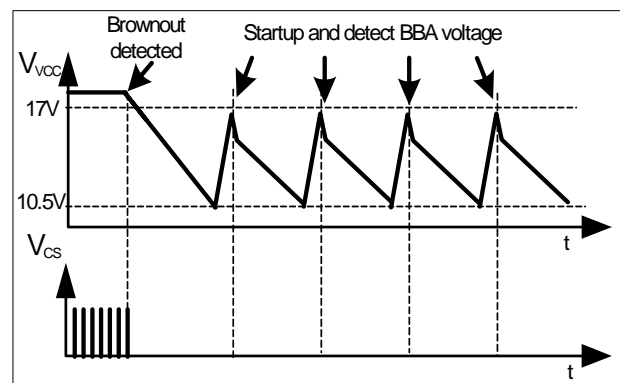 Brownout
detected
Startup and detect BBA voltage
VVCC
17V
10.5V
t
VCS
t